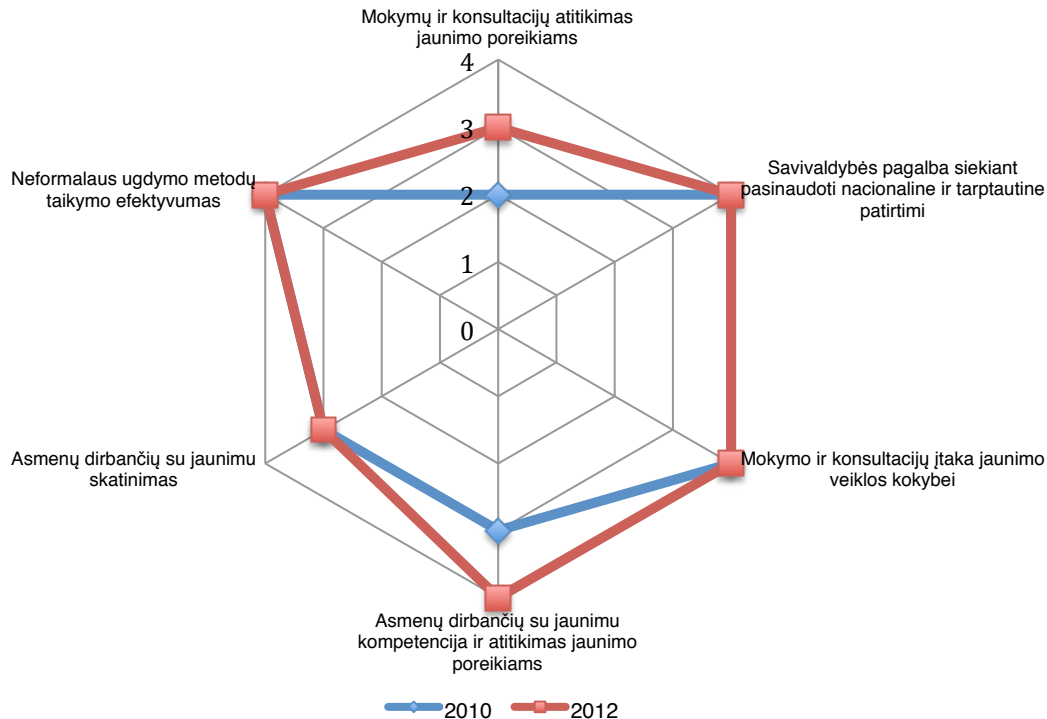 Mokymų ir konsultacijų atitikimas
jaunimo poreikiams
4
3
2
1
0
Savivaldybės pagalba siekiant
pasinaudoti nacionaline ir tarptautine
patirtimi
Mokymo ir konsultacijų įtaka jaunimo
veiklos kokybei
Asmenų dirbančių su jaunimu
kompetencija ir atitikimas jaunimo
poreikiams
Asmenų dirbančių su jaunimu
skatinimas
Neformalaus ugdymo metodų
taikymo efektyvumas
2010
2012